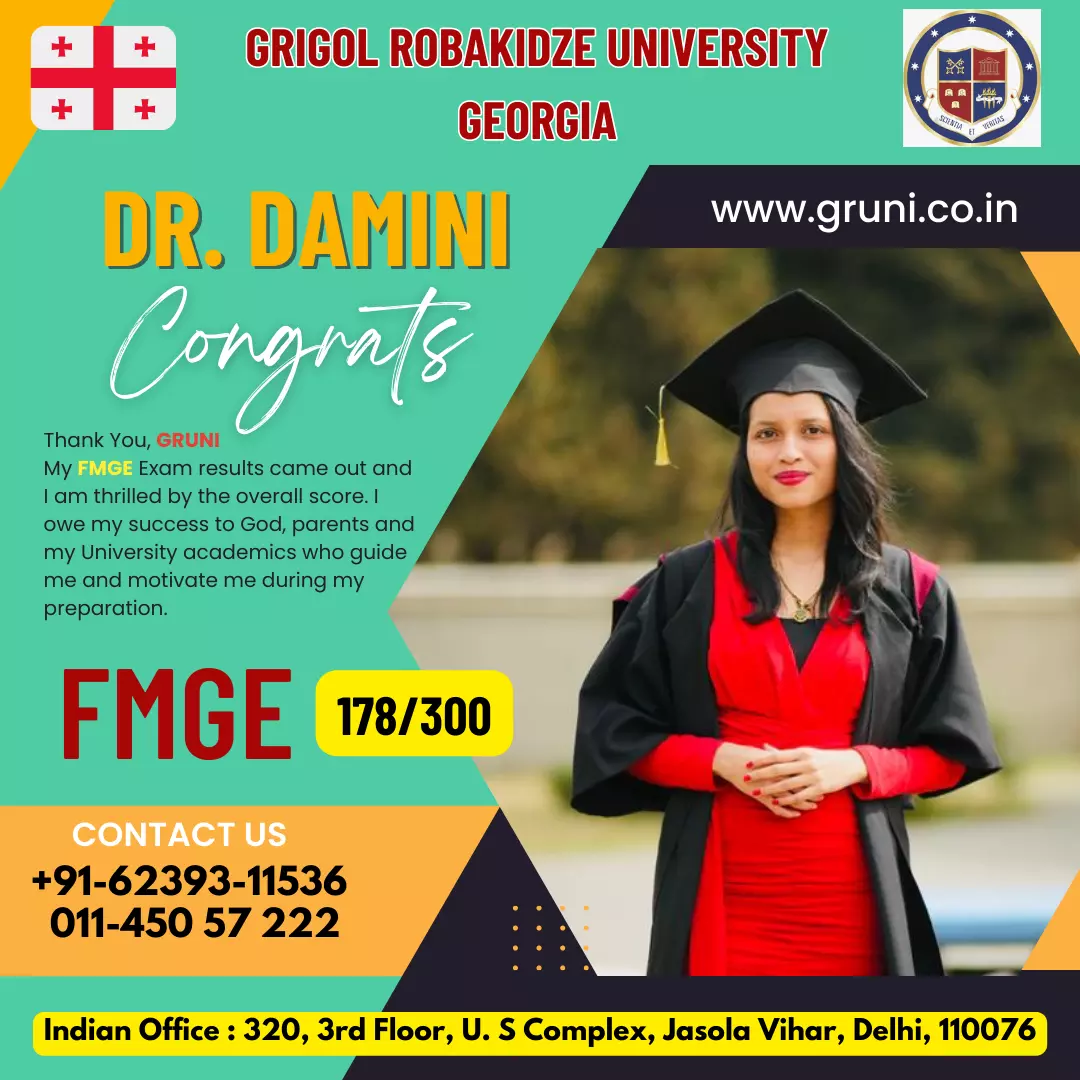 GRIGOL ROBAKIDZE UNIVERSITY
GEORGIA
SCIENTIA ET VERITAS
www.gruni.co.in
DR. DAMINI
Congrats
Thank You, GRUNI
My FMGE Exam results came out and
I am thrilled by the overall score. I
owe my success to God, parents and
my University academics who guide
me and motivate me during my
preparation.
FMGE 178/300
CONTACT US
+91-62393-11536
011-450 57 222
Indian Office : 320, 3rd Floor, U. S Complex, Jasola Vihar, Delhi, 110076